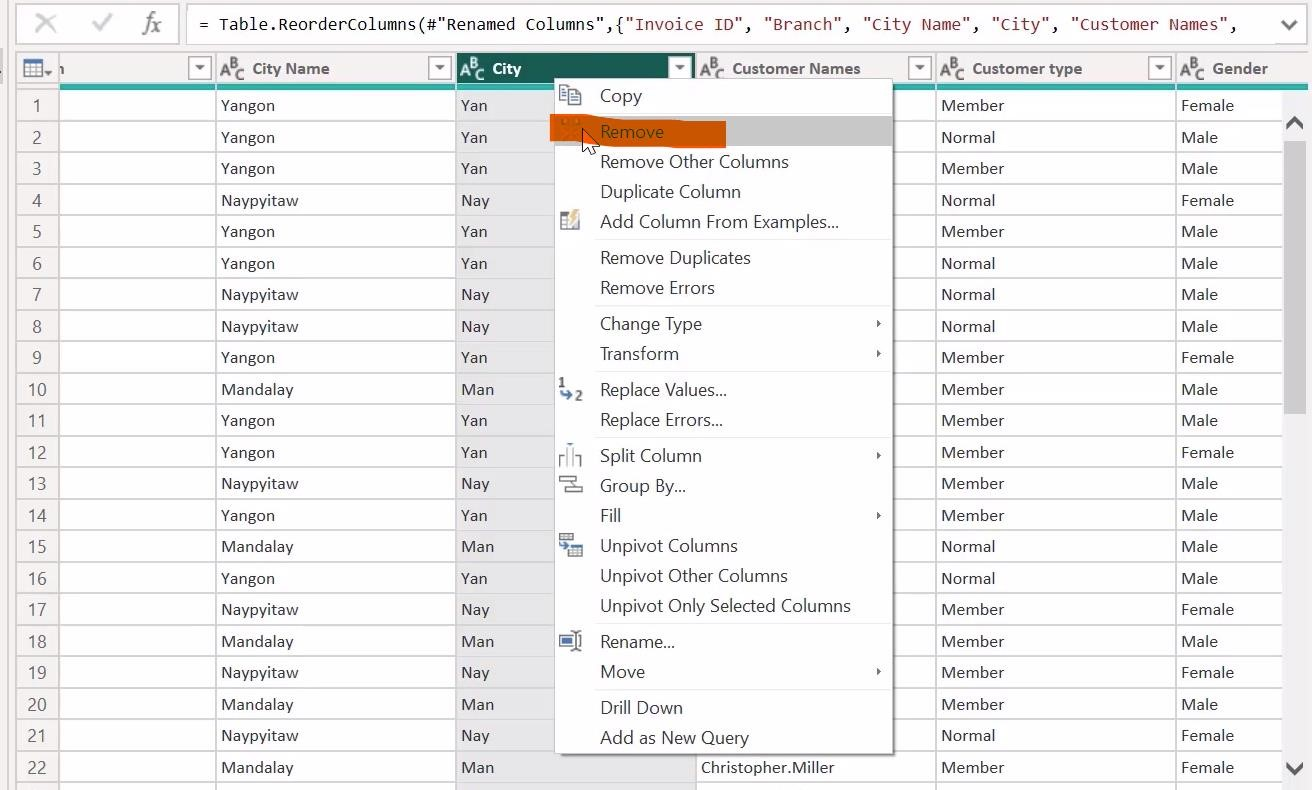 fx = Table.ReorderColumns(#"Renamed Columns",{"Invoice ID", "Branch", "City Name", "City", "Customer Names",
ABC City Name ABC City ABC Customer Names ABC Customer type ABC Gender
1 Yangon Yan Member Female
2 Yangon Yan Normal Male
3 Yangon Yan Member Male
4 Naypyitaw Nay Normal Female
5 Yangon Yan Member Male
6 Yangon Yan Normal Male
7 Naypyitaw Nay Normal Male
8 Naypyitaw Nay Normal Male
9 Yangon Yan Member Female
10 Mandalay Man Member Male
11 Yangon Yan Member Male
12 Yangon Yan Member Female
13 Naypyitaw Nay Member Male
14 Yangon Yan Member Male
15 Mandalay Man Normal Male
16 Yangon Yan Normal Male
17 Naypyitaw Nay Member Female
18 Mandalay Man Member Male
19 Naypyitaw Nay Member Female
20 Mandalay Man Member Male
21 Naypyitaw Nay Normal Female
22 Mandalay Man Christopher.Miller Member Female
Copy
Remove
Remove Other Columns
Duplicate Column
Add Column From Examples...
Remove Duplicates
Remove Errors
Change Type
Transform
1 2 Replace Values...
Replace Errors...
Split Column
Group By...
Fill
Unpivot Columns
Unpivot Other Columns
Unpivot Only Selected Columns
Rename...
Move
Drill Down
Add as New Query